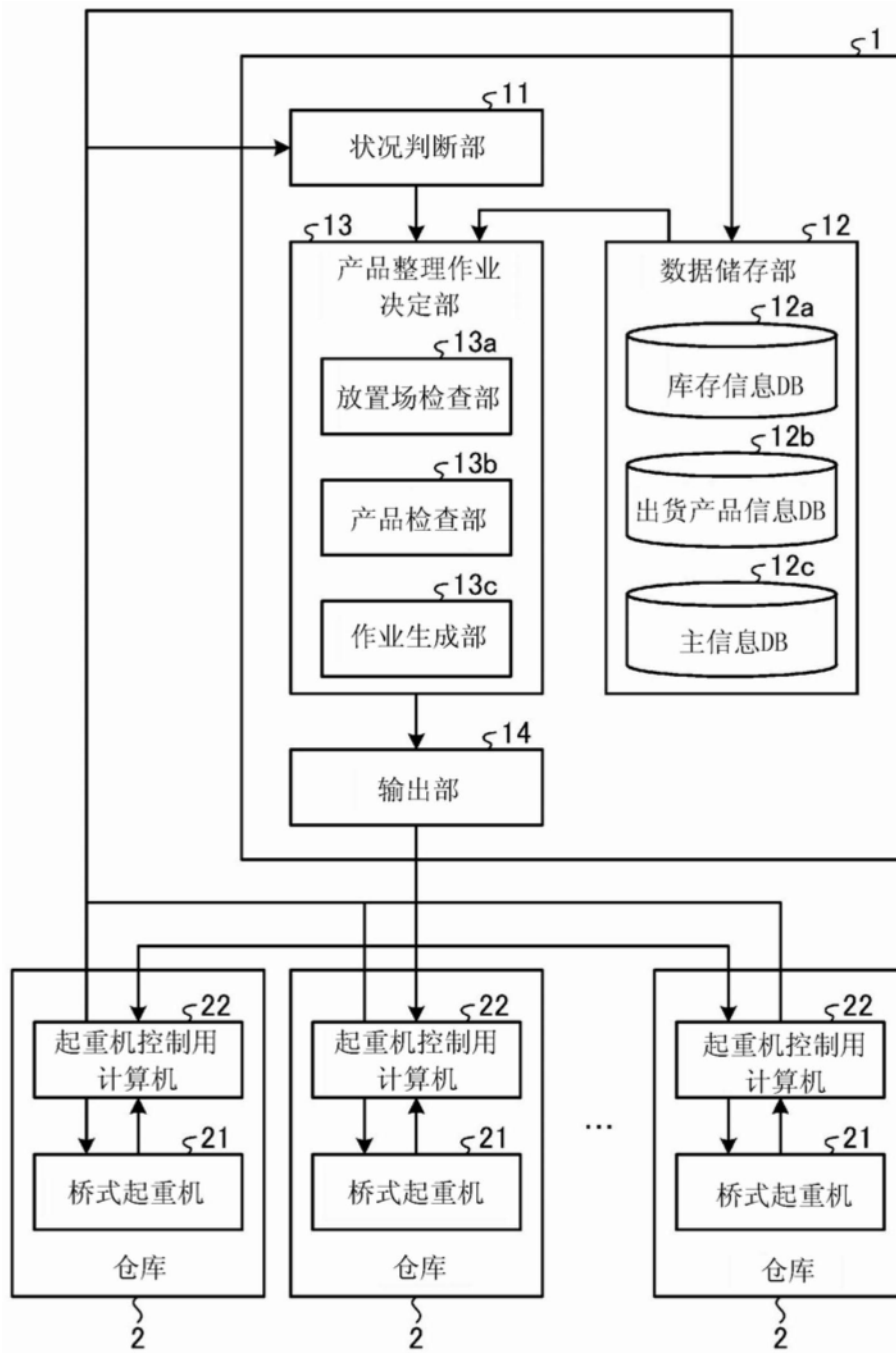 1
11
状况判断部
13
产品整理作业
决定部
13a
放置场检查部
13b
产品检查部
13c
作业生成部
12
数据储存部
12a
库存信息DB
12b
出货产品信息DB
12c
主信息DB
14
输出部
22
起重机控制用
计算机
21
桥式起重机
仓库
2
22
起重机控制用
计算机
21
桥式起重机
仓库
2
...
22
起重机控制用
计算机
21
桥式起重机
仓库
2